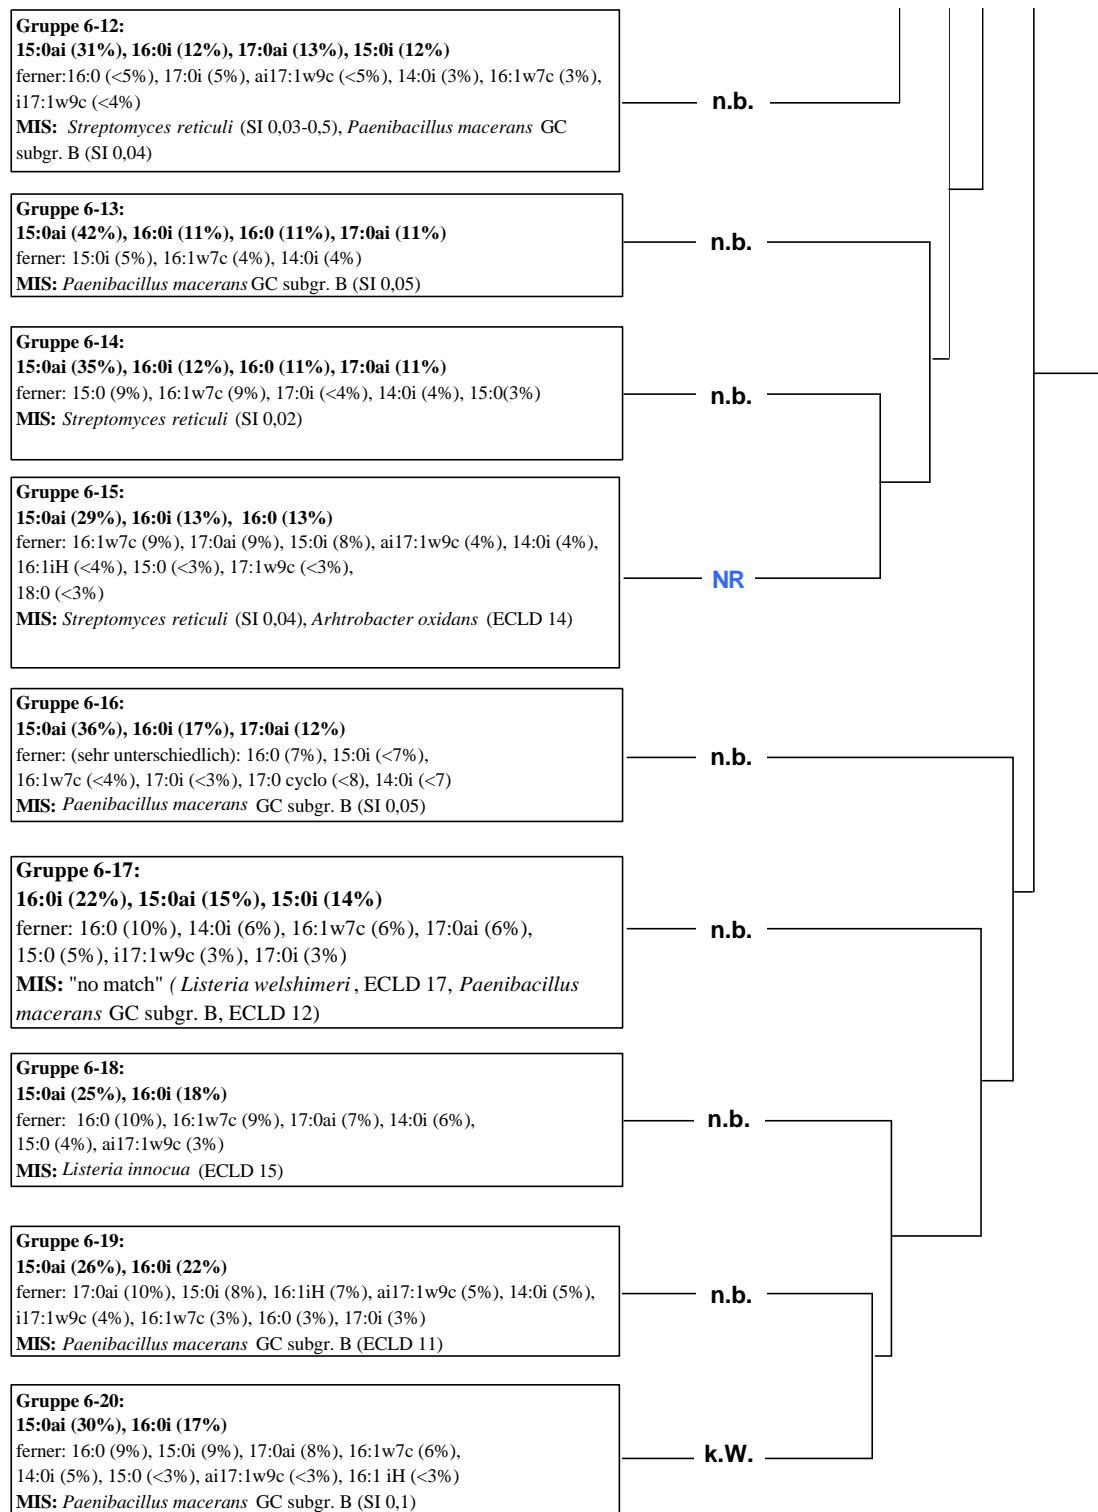 Gruppe 6-12:
15:0ai (31%), 16:0i (12%), 17:0ai (13%), 15:0i (12%)
ferner:16:0 (<5%), 17:0i (5%), ai17:1w9c (<5%), 14:0i (3%), 16:1w7c (3%),
i17:1w9c (<4%)
MIS: Streptomyces reticuli (SI 0,03-0,5), Paenibacillus macerans GC
subgr. B (SI 0,04)
n.b.
Gruppe 6-13:
15:0ai (42%), 16:0i (11%), 16:0 (11%), 17:0ai (11%)
ferner: 15:0i (5%), 16:1w7c (4%), 14:0i (4%)
MIS: Paenibacillus macerans GC subgr. B (SI 0,05)
n.b.
Gruppe 6-14:
15:0ai (35%), 16:0i (12%), 16:0 (11%), 17:0ai (11%)
ferner: 15:0 (9%), 16:1w7c (9%), 17:0i (<4%), 14:0i (4%), 15:0(3%)
MIS: Streptomyces reticuli (SI 0,02)
n.b.
Gruppe 6-15:
15:0ai (29%), 16:0i (13%), 16:0 (13%)
ferner: 16:1w7c (9%), 17:0ai (9%), 15:0i (8%), ai17:1w9c (4%), 14:0i (4%),
16:1iH (<4%), 15:0 (<3%), 17:1w9c (<3%),
18:0 (<3%)
MIS: Streptomyces reticuli (SI 0,04), Arhtrobacter oxidans (ECLD 14)
NR
Gruppe 6-16:
15:0ai (36%), 16:0i (17%), 17:0ai (12%)
ferner: (sehr unterschiedlich): 16:0 (7%), 15:0i (<7%),
16:1w7c (<4%), 17:0i (<3%), 17:0 cyclo (<8), 14:0i (<7)
MIS: Paenibacillus macerans GC subgr. B (SI 0,05)
n.b.
Gruppe 6-17:
16:0i (22%), 15:0ai (15%), 15:0i (14%)
ferner: 16:0 (10%), 14:0i (6%), 16:1w7c (6%), 17:0ai (6%),
15:0 (5%), i17:1w9c (3%), 17:0i (3%)
MIS: "no match" ( Listeria welshimeri, ECLD 17, Paenibacillus
macerans GC subgr. B, ECLD 12)
n.b.
Gruppe 6-18:
15:0ai (25%), 16:0i (18%)
ferner: 16:0 (10%), 16:1w7c (9%), 17:0ai (7%), 14:0i (6%),
15:0 (4%), ai17:1w9c (3%)
MIS: Listeria innocua (ECLD 15)
n.b.
Gruppe 6-19:
15:0ai (26%), 16:0i (22%)
ferner: 17:0ai (10%), 15:0i (8%), 16:1iH (7%), ai17:1w9c (5%), 14:0i (5%),
i17:1w9c (4%), 16:1w7c (3%), 16:0 (3%), 17:0i (3%)
MIS: Paenibacillus macerans GC subgr. B (ECLD 11)
n.b.
Gruppe 6-20:
15:0ai (30%), 16:0i (17%)
ferner: 16:0 (9%), 15:0i (9%), 17:0ai (8%), 16:1w7c (6%),
14:0i (5%), 15:0 (<3%), ai17:1w9c (<3%), 16:1 iH (<3%)
MIS: Paenibacillus macerans GC subgr. B (SI 0,1)
k.W.